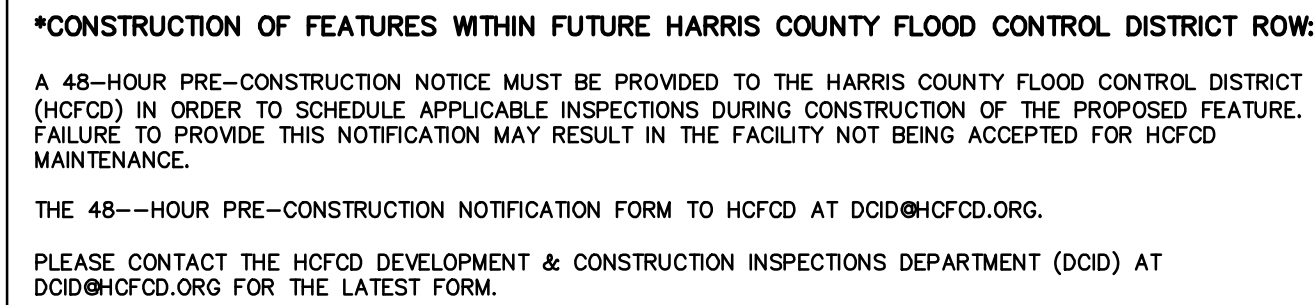 *CONSTRUCTION OF FEATURES WITHIN FUTURE HARRIS COUNTY FLOOD CONTROL DISTRICT ROW:
A 48-HOUR PRE-CONSTRUCTION NOTICE MUST BE PROVIDED TO THE HARRIS COUNTY FLOOD CONTROL DISTRICT
(HCFCD) IN ORDER TO SCHEDULE APPLICABLE INSPECTIONS DURING CONSTRUCTION OF THE PROPOSED FEATURE.
FAILURE TO PROVIDE THIS NOTIFICATION MAY RESULT IN THE FACILITY NOT BEING ACCEPTED FOR HCFCD
MAINTENANCE.
THE 48--HOUR PRE-CONSTRUCTION NOTIFICATION FORM TO HCFCD AT DCID@HCFCD.ORG.
PLEASE CONTACT THE HCFCD DEVELOPMENT & CONSTRUCTION INSPECTIONS DEPARTMENT (DCID) AT
DCID@HCFCD.ORG FOR THE LATEST FORM.